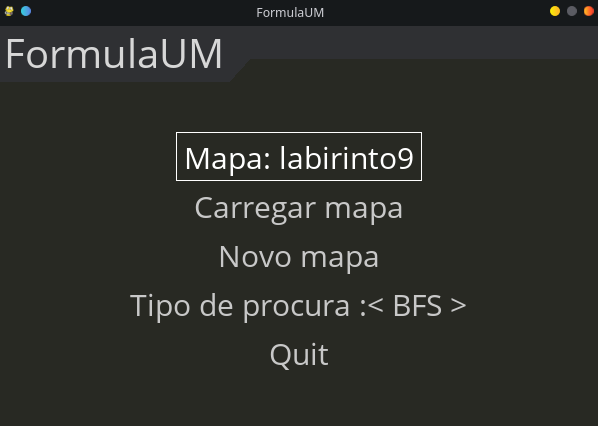 FormulaUM
FormulaUM
Mapa: labirinto9
Carregar mapa
Novo mapa
Tipo de procura :< BFS >
Quit